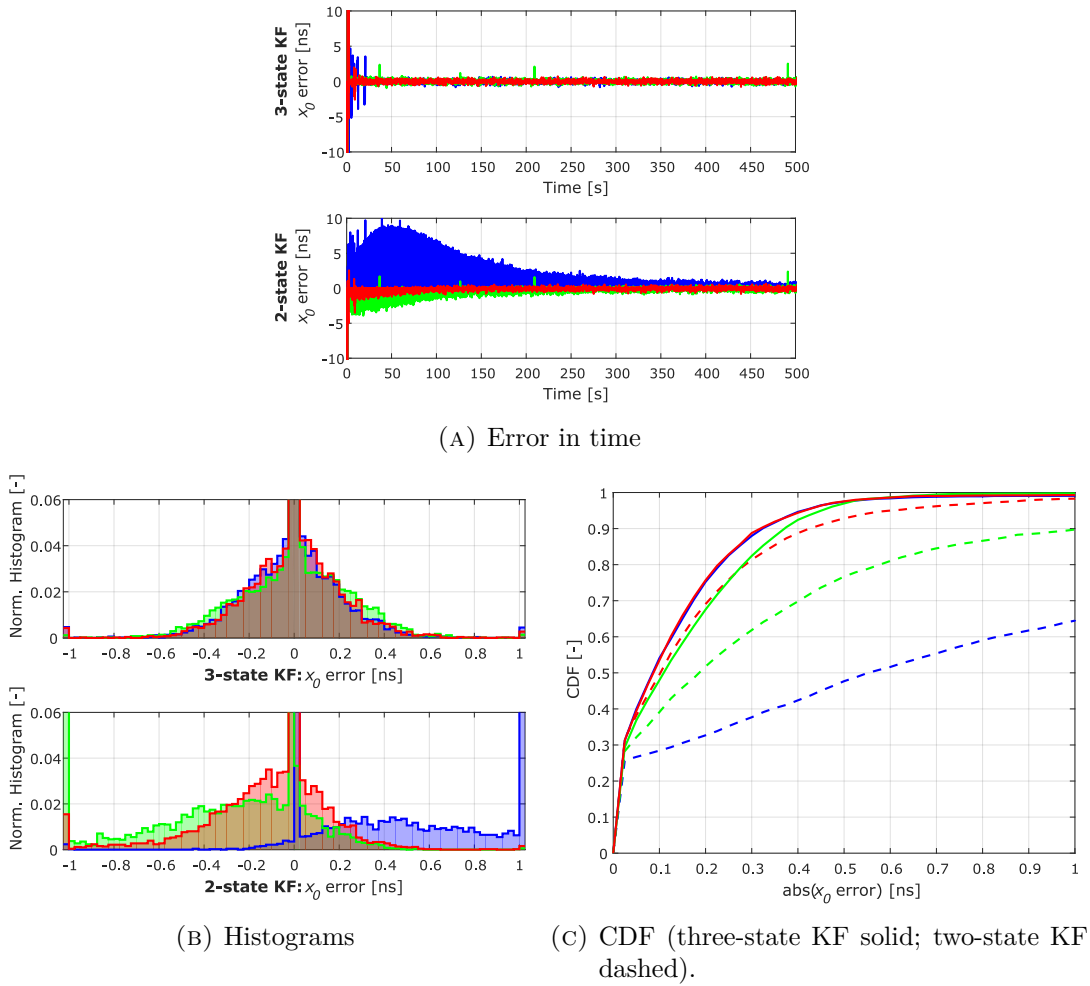 3-state KF
x0 error [ns]
10
5
0
-5
-10
0 50 100 150 200 250 300 350 400 450 500
Time [s]
2-state KF
x0 error [ns]
10
5
0
-5
-10
0 50 100 150 200 250 300 350 400 450 500
Time [s]
(A) Error in time
Norm. Histogram [-]
0.06
0.04
0.02
0
-1 -0.8 -0.6 -0.4 -0.2 0 0.2 0.4 0.6 0.8 1
3-state KF: x0 error [ns]
Norm. Histogram [-]
0.06
0.04
0.02
0
-1 -0.8 -0.6 -0.4 -0.2 0 0.2 0.4 0.6 0.8 1
2-state KF: x0 error [ns]
(B) Histograms
CDF [-]
1
0.9
0.8
0.7
0.6
0.5
0.4
0.3
0.2
0.1
0
0 0.1 0.2 0.3 0.4 0.5 0.6 0.7 0.8 0.9 1
abs(x0 error) [ns]
(C) CDF (three-state KF solid; two-state KF
dashed).